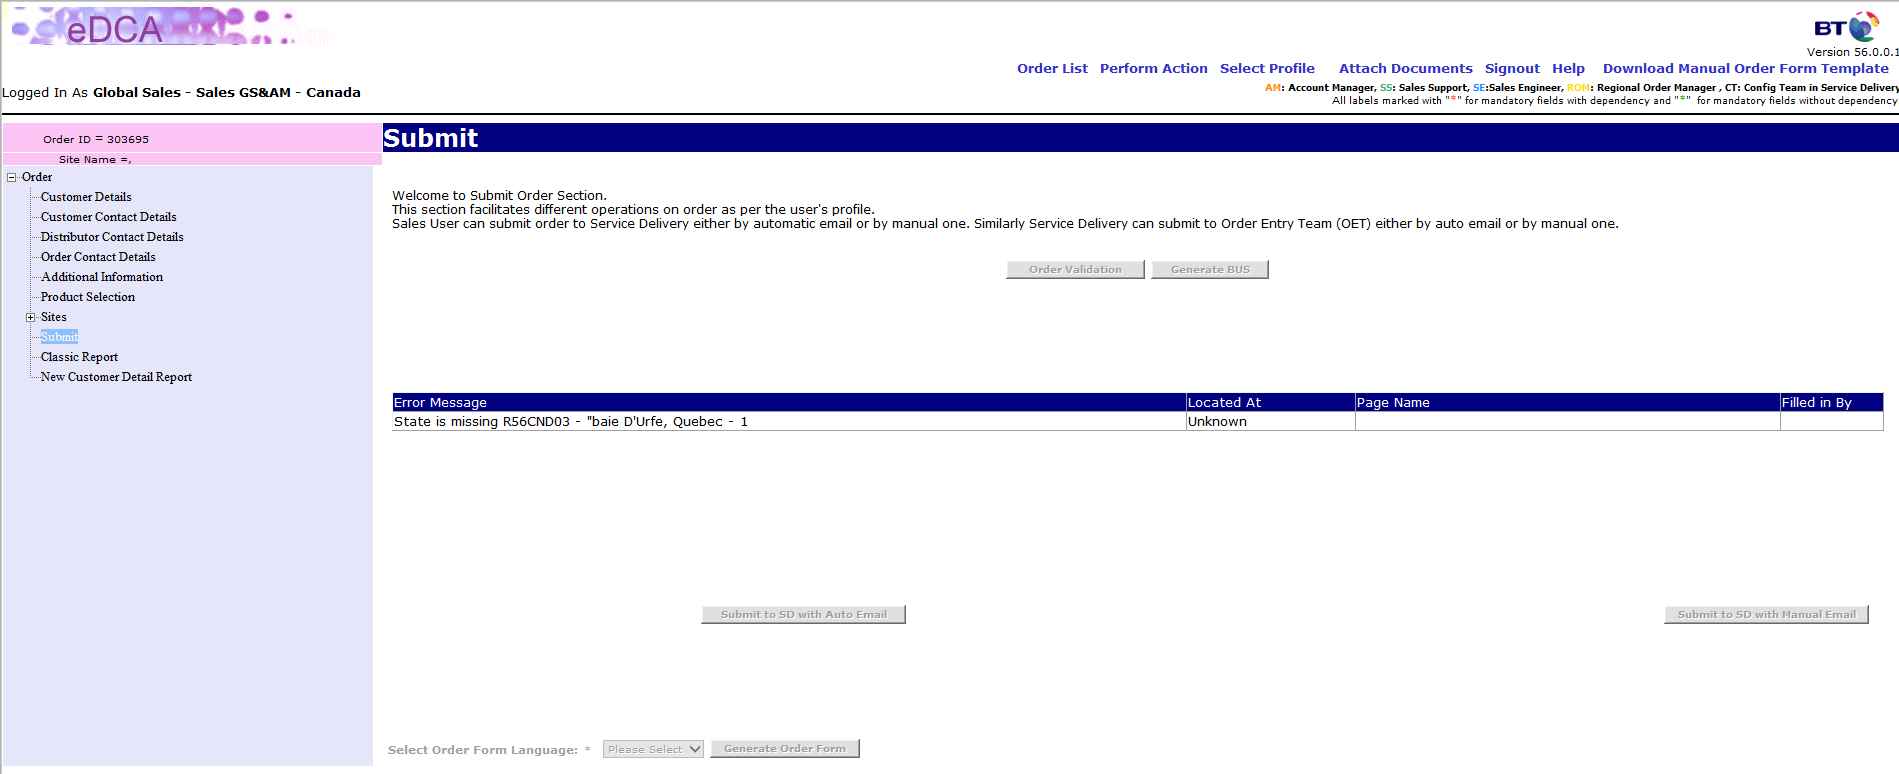 eDCA
BT
Version 56.0.0.1
Order List Perform Action Select Profile Attach Documents Signout Help Download Manual Order Form Template
Logged In As Global Sales - Sales GS&AM - Canada
AM: Account Manager, SS: Sales Support, SE:Sales Engineer, ROM: Regional Order Manager , CT: Config Team in Service Delivery
All labels marked with "*" for mandatory fields with dependency and "*" for mandatory fields without dependency
Order ID = 303695
Site Name =,
Submit
Order
Customer Details
Customer Contact Details
Distributor Contact Details
Order Contact Details
Additional Information
Product Selection
Sites
Submit
Classic Report
New Customer Detail Report
Welcome to Submit Order Section.
This section facilitates different operations on order as per the user's profile.
Sales User can submit order to Service Delivery either by automatic email or by manual one. Similarly Service Delivery can submit to Order Entry Team (OET) either by auto email or by manual one.
Order Validation Generate BUS
Error Message Located At Page Name Filled in By
State is missing R56CND03 - "baie D'Urfe, Quebec - 1 Unknown
Submit to SD with Auto Email Submit to SD with Manual Email
Select Order Form Language: * Please Select Generate Order Form